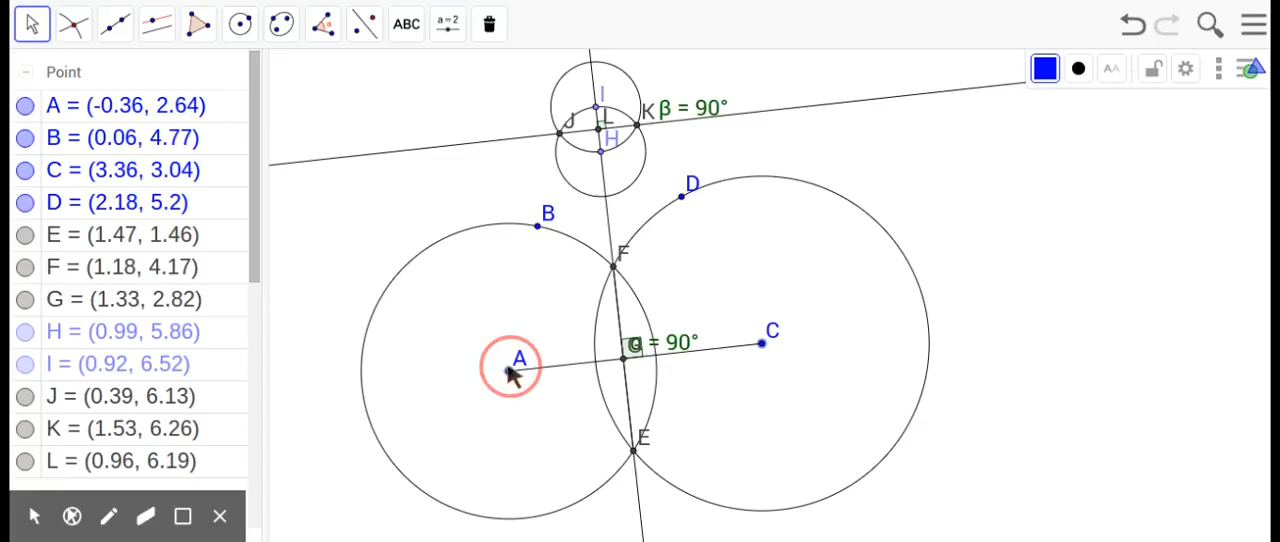 ABC
a = 2
AA
Point
A = (-0.36, 2.64)
B = (0.06, 4.77)
C = (3.36, 3.04)
D = (2.18, 5.2)
E = (1.47, 1.46)
F = (1.18, 4.17)
G = (1.33, 2.82)
H = (0.99, 5.86)
I = (0.92, 6.52)
J = (0.39, 6.13)
K = (1.53, 6.26)
L = (0.96, 6.19)
I
J
L
K
β = 90°
H
D
B
F
C
= 90°
A
E